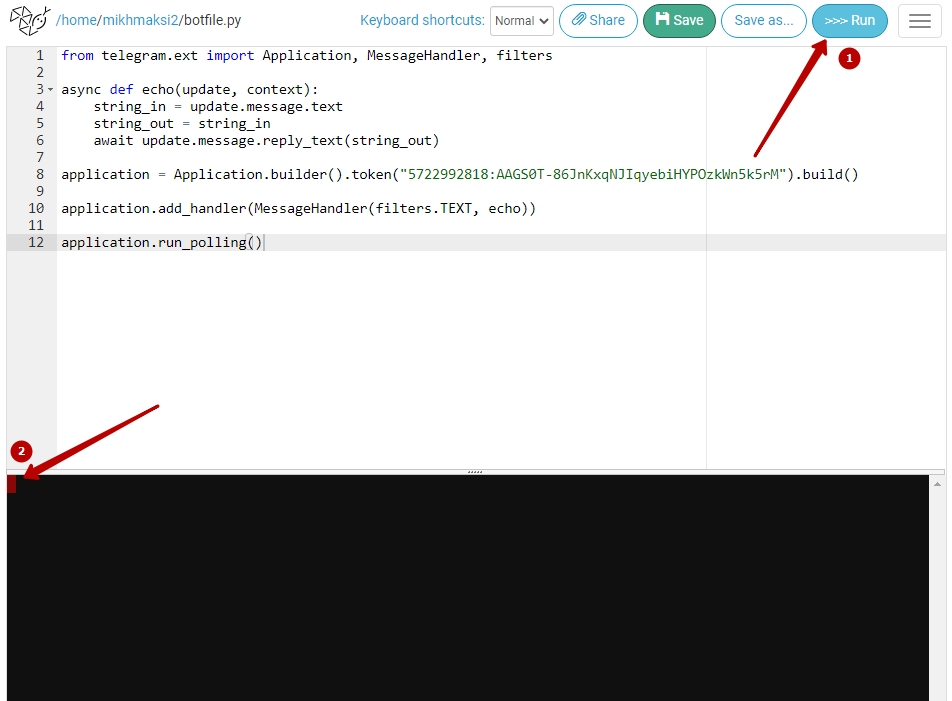 /home/mikhmaksi2/botfile.py Keyboard shortcuts: Normal Share Save Save as... >>> Run
1
1 from telegram.ext import Application, MessageHandler, filters
2
3 async def echo(update, context):
4 string_in = update.message.text
5 string_out = string_in
6 await update.message.reply_text(string_out)
7
8 application = Application.builder().token("5722992818:AAGS0T-86JnKxqNJIqyebiHYPOzkWn5k5rM").build()
9
10 application.add_handler(MessageHandler(filters.TEXT, echo))
11
12 application.run_polling()
2